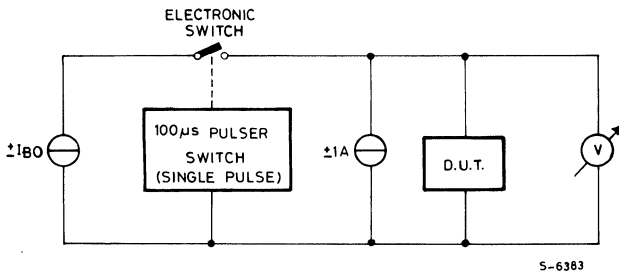 ELECTRONIC
SWITCH
±IBO
100µs PULSER
SWITCH
(SINGLE PULSE)
±1A
D.U.T.
V
S-6383